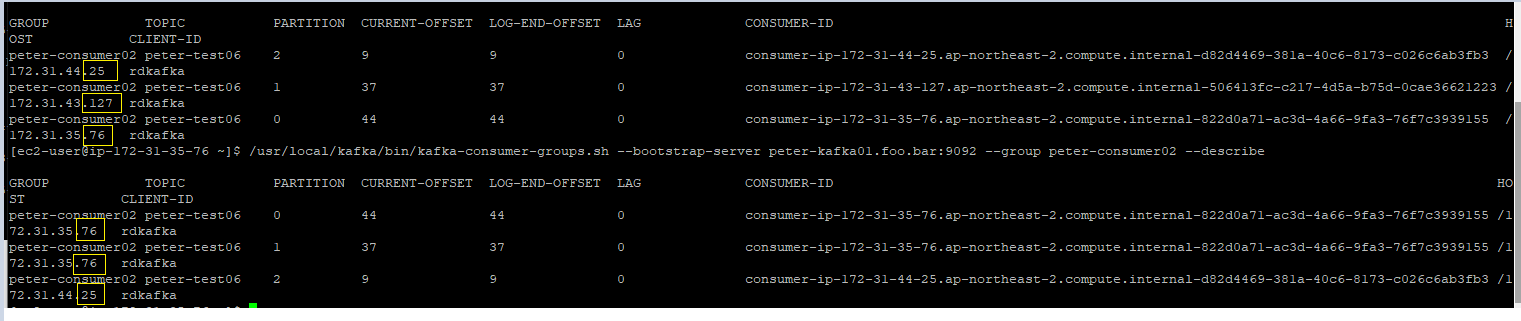 GROUP TOPIC PARTITION CURRENT-OFFSET LOG-END-OFFSET LAG CONSUMER-ID H
OST CLIENT-ID
peter-consumer02 peter-test06 2 9 9 0 consumer-ip-172-31-44-25.ap-northeast-2.compute.internal-d82d4469-381a-40c6-8173-c026c6ab3fb3 /
172.31.44.25 rdkafka
peter-consumer02 peter-test06 1 37 37 0 consumer-ip-172-31-43-127.ap-northeast-2.compute.internal-506413fc-c217-4d5a-b75d-0cae36621223 /
172.31.43.127 rdkafka
peter-consumer02 peter-test06 0 44 44 0 consumer-ip-172-31-35-76.ap-northeast-2.compute.internal-822d0a71-ac3d-4a66-9fa3-76f7c3939155 /
172.31.35.76 rdkafka
[ec2-user@ip-172-31-35-76 ~]$ /usr/local/kafka/bin/kafka-consumer-groups.sh --bootstrap-server peter-kafka01.foo.bar:9092 --group peter-consumer02 --describe
GROUP TOPIC PARTITION CURRENT-OFFSET LOG-END-OFFSET LAG CONSUMER-ID HO
ST CLIENT-ID
peter-consumer02 peter-test06 0 44 44 0 consumer-ip-172-31-35-76.ap-northeast-2.compute.internal-822d0a71-ac3d-4a66-9fa3-76f7c3939155 /1
72.31.35.76 rdkafka
peter-consumer02 peter-test06 1 37 37 0 consumer-ip-172-31-35-76.ap-northeast-2.compute.internal-822d0a71-ac3d-4a66-9fa3-76f7c3939155 /1
72.31.35.76 rdkafka
peter-consumer02 peter-test06 2 9 9 0 consumer-ip-172-31-44-25.ap-northeast-2.compute.internal-d82d4469-381a-40c6-8173-c026c6ab3fb3 /1
72.31.44.25 rdkafka